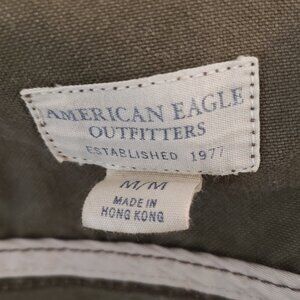 AMERICAN EAGLE
OUTFITTERS
ESTABLISHED 1977
M/M
MADE IN
HONG KONG